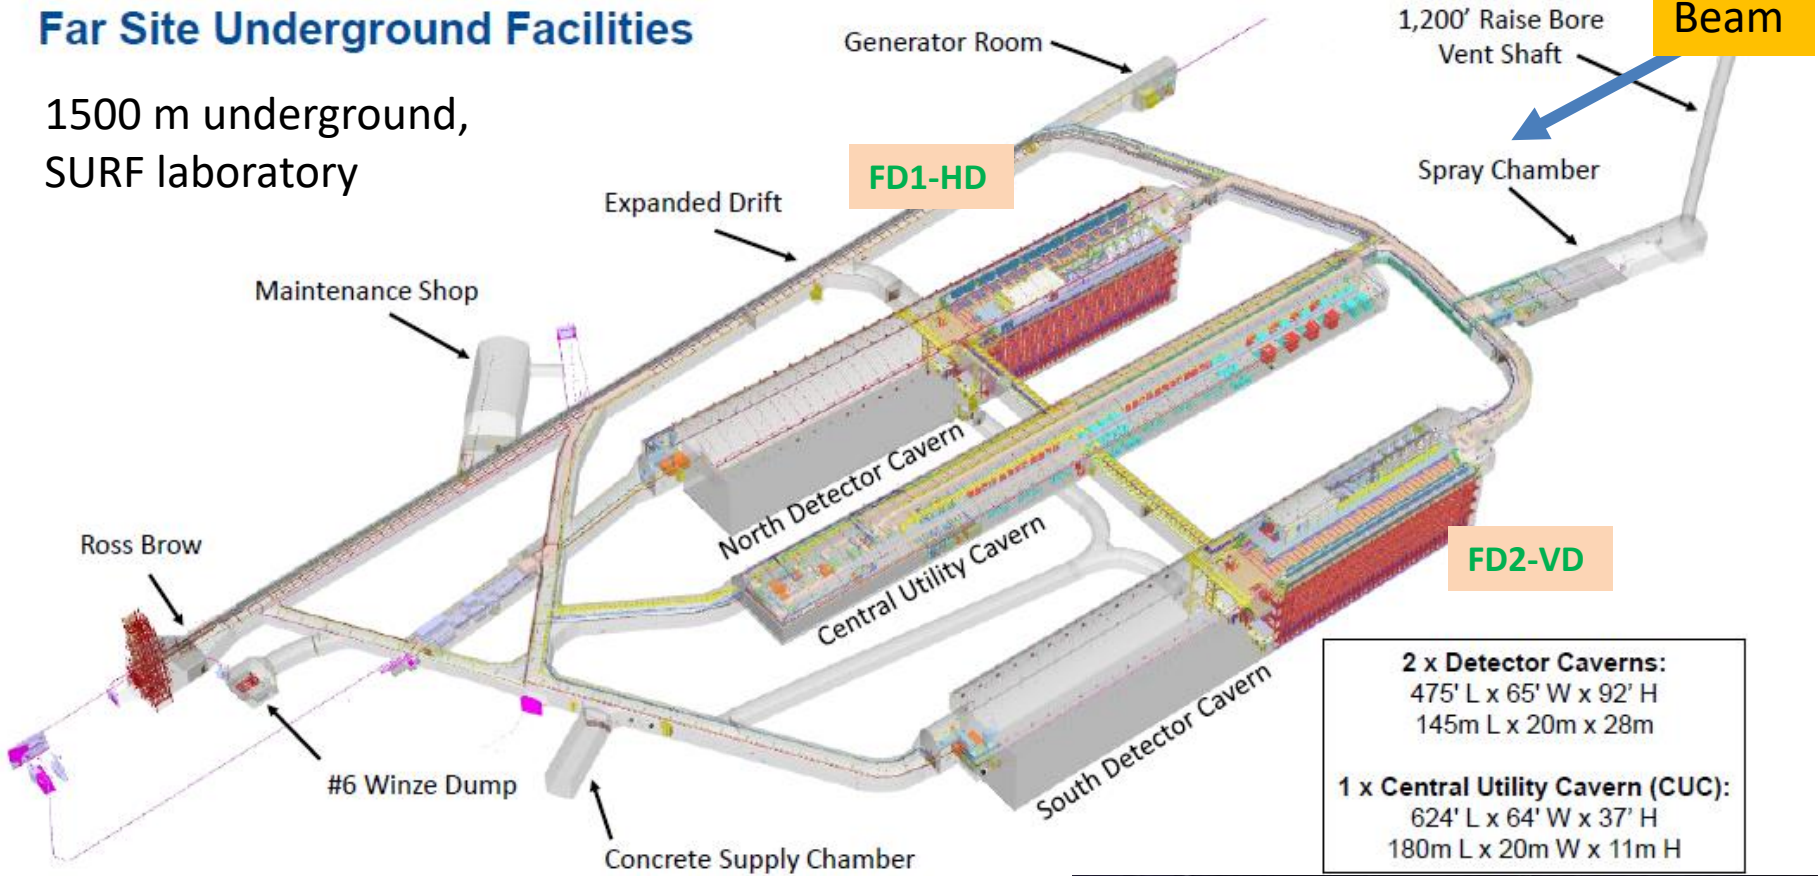 Far Site Underground Facilities
1500 m underground,
SURF laboratory
Generator Room
1,200’ Raise Bore
Vent Shaft
Beam
Spray Chamber
FD1-HD
Expanded Drift
Maintenance Shop
North Detector Cavern
Central Utility Cavern
South Detector Cavern
Ross Brow
FD2-VD
#6 Winze Dump
Concrete Supply Chamber
2 x Detector Caverns:
475' L x 65' W x 92’ H
145m L x 20m x 28m
1 x Central Utility Cavern (CUC):
624' L x 64' W x 37’ H
180m L x 20m W x 11m H